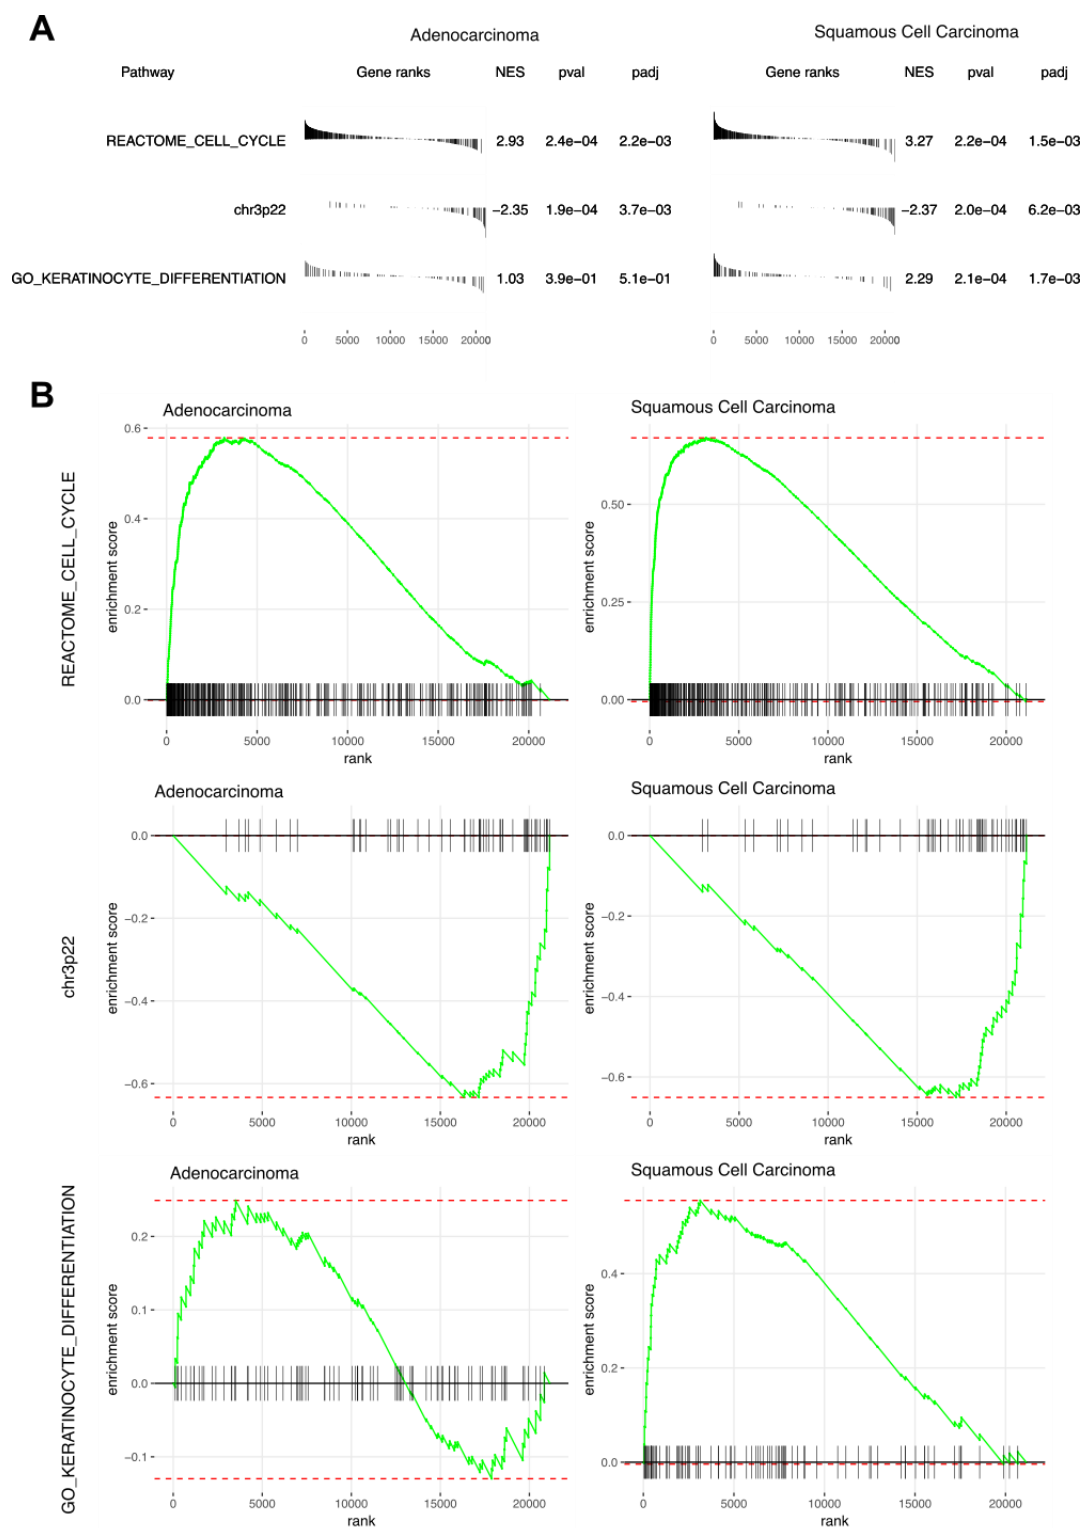 A
Adenocarcinoma
Squamous Cell Carcinoma
Pathway Gene ranks NES pval padj Gene ranks NES pval padj
REACTOME_CELL_CYCLE 2.93 2.4e−04 2.2e−03 3.27 2.2e−04 1.5e−03
chr3p22 −2.35 1.9e−04 3.7e−03 −2.37 2.0e−04 6.2e−03
GO_KERATINOCYTE_DIFFERENTIATION 1.03 3.9e−01 5.1e−01 2.29 2.1e−04 1.7e−03
0 5000 10000 15000 20000 0 5000 10000 15000 20000
B
Adenocarcinoma
REACTOME_CELL_CYCLE
enrichment score
0.6
0.4
0.2
0.0
0 5000 10000 15000 20000
rank
Squamous Cell Carcinoma
enrichment score
0.50
0.25
0.00
0 5000 10000 15000 20000
rank
Adenocarcinoma
chr3p22
enrichment score
0.0
−0.2
−0.4
−0.6
0 5000 10000 15000 20000
rank
Squamous Cell Carcinoma
enrichment score
0.0
−0.2
−0.4
−0.6
0 5000 10000 15000 20000
rank
Adenocarcinoma
GO_KERATINOCYTE_DIFFERENTIATION
enrichment score
0.2
0.1
0.0
−0.1
0 5000 10000 15000 20000
rank
Squamous Cell Carcinoma
enrichment score
0.4
0.2
0.0
0 5000 10000 15000 20000
rank